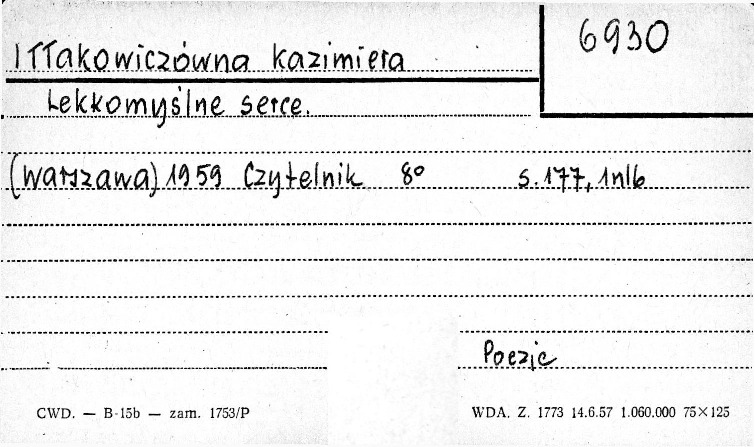 6930
Iłłakowiczówna Kazimiera
Lekkomyślne serce.
(Warszawa) 1959 Czytelnik 8° s. 177, 1nlb
Poezje
CWD. — B-15b — zam. 1753/P WDA. Z. 1773 14.6.57 1.060.000 75×125